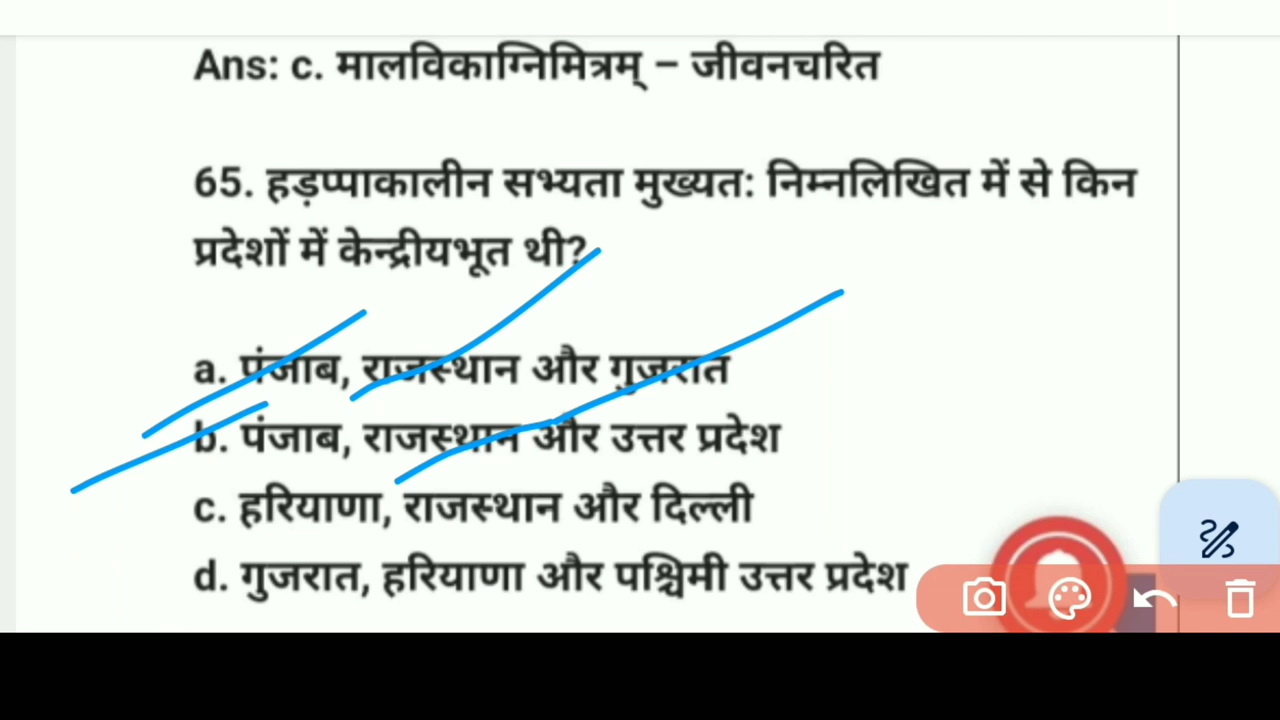 Ans: c. मालविकाग्निमित्रम् – जीवनचरित
65. हड़प्पाकालीन सभ्यता मुख्यत: निम्नलिखित में से किन
प्रदेशों में केन्द्रीयभूत थी?
a. पंजाब, राजस्थान और गुजरात
b. पंजाब, राजस्थान और उत्तर प्रदेश
c. हरियाणा, राजस्थान और दिल्ली
d. गुजरात, हरियाणा और पश्चिमी उत्तर प्रदेश